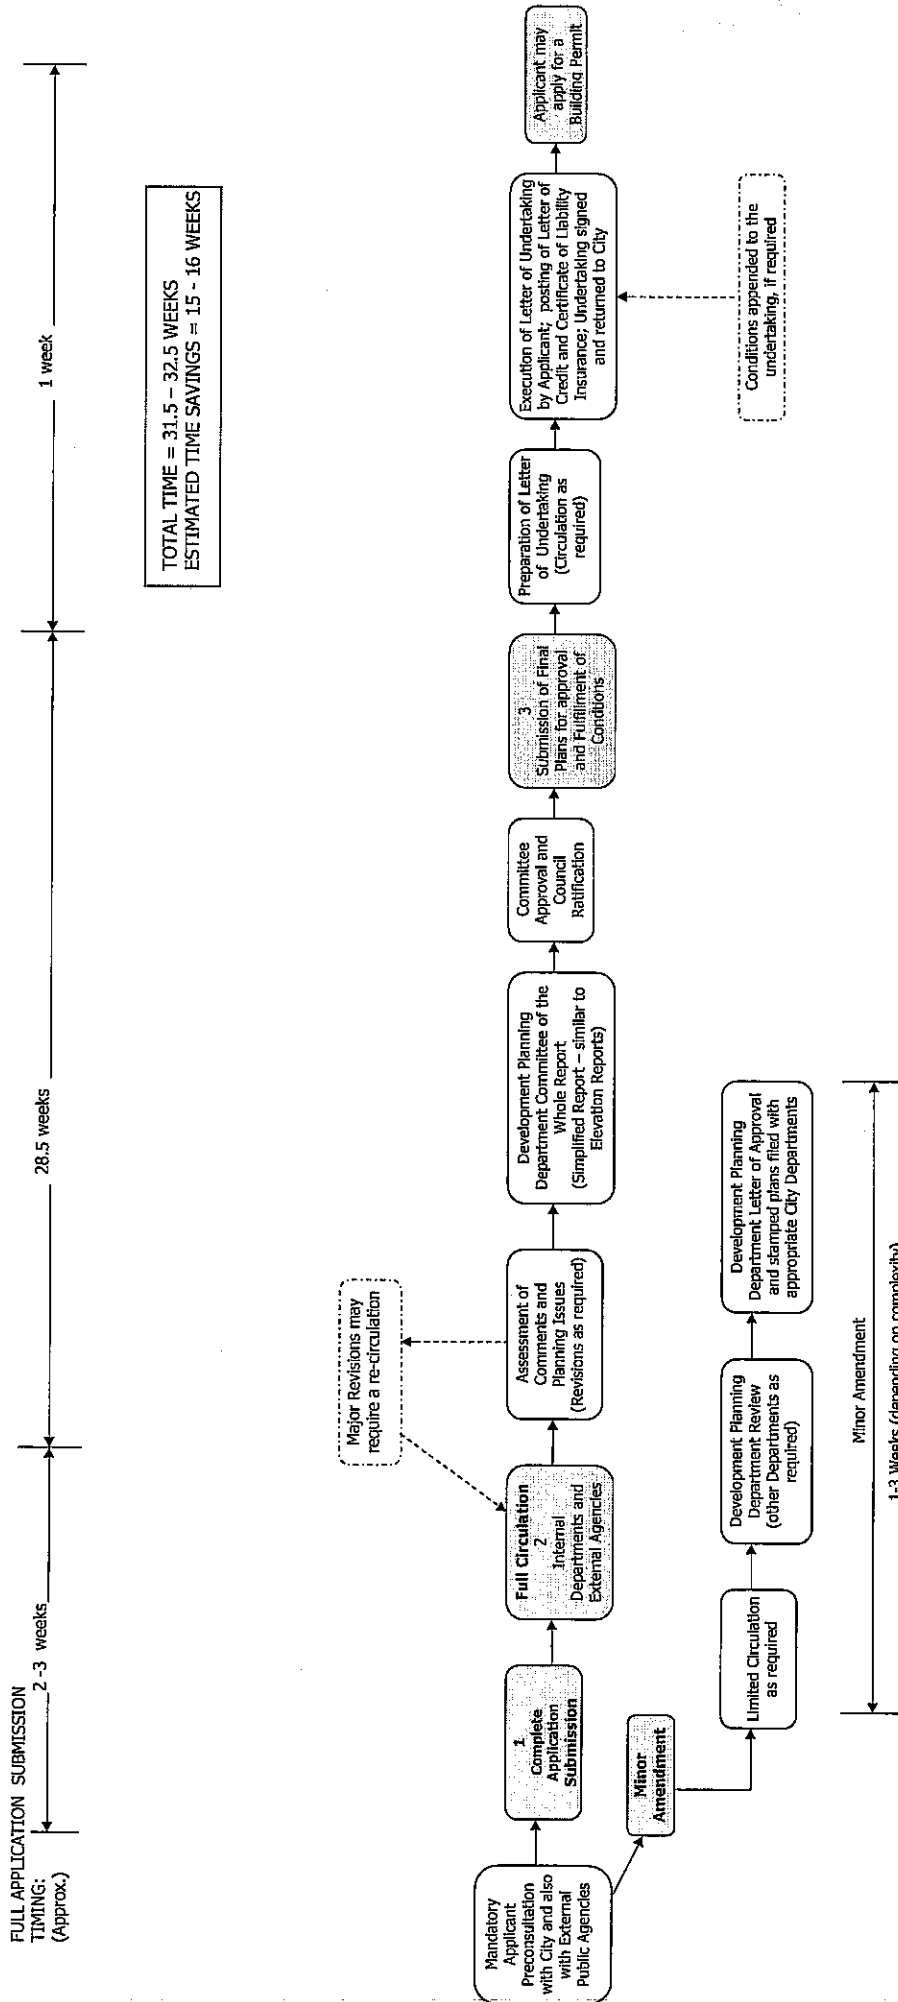 FULL APPLICATION SUBMISSION
TIMING:
(Approx.)
2-3 weeks
28.5 weeks
1 week
TOTAL TIME = 31.5 – 32.5 WEEKS
ESTIMATED TIME SAVINGS = 15 - 16 WEEKS
Major Revisions may
require a re-circulation
Mandatory
Applicant
Preconsultation
with City and also
with External
Public Agencies
1
Complete
Application
Submission
Full Circulation
2
Internal
Departments and
External Agencies
Assessment of
Comments and
Planning Issues
(Revisions as required)
Development Planning
Department Committee of the
Whole Report
(Simplified Report – similar to
Elevation Reports)
Committee
Approval and
Council
Ratification
3
Submission of Final
Plans for approval
and Fulfillment of
Conditions
Preparation of Letter
of Undertaking
(Circulation as
required)
Execution of Letter of Undertaking
by Applicant; posting of Letter of
Credit and Certificate of Liability
Insurance; Undertaking signed
and returned to City
Applicant may
apply for a
Building Permit
Conditions appended to the
undertaking, if required
Minor
Amendment
Limited Circulation
as required
Development Planning
Department Review
(other Departments as
required)
Development Planning
Department Letter of Approval
and stamped plans filed with
appropriate City Departments
Minor Amendment
1-3 Weeks (depending on complexity)